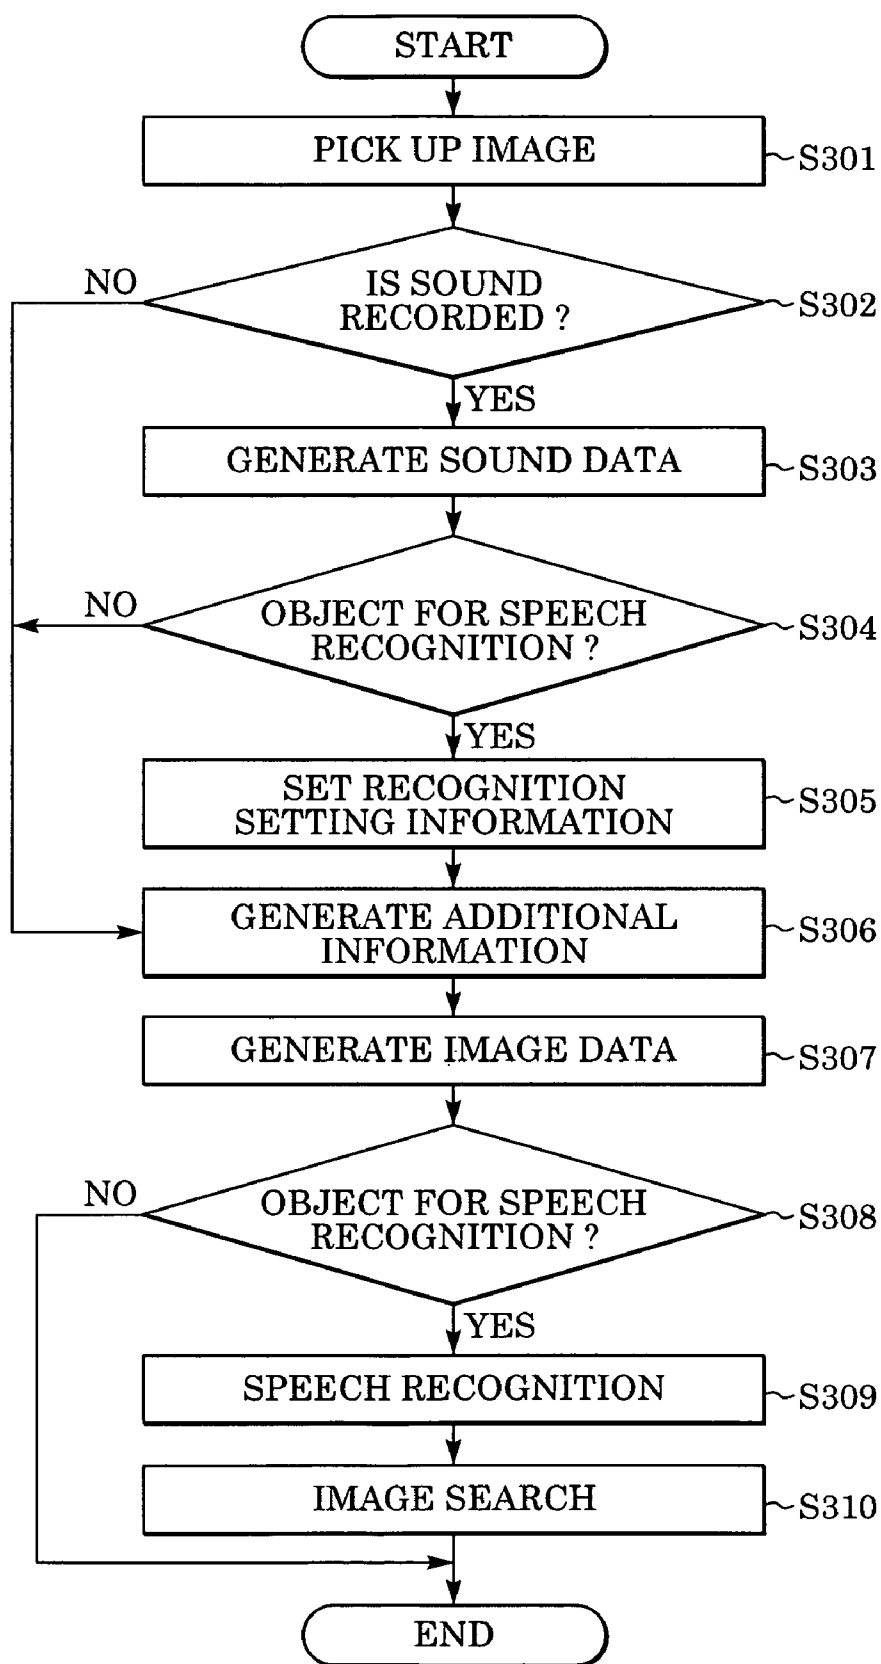 START
PICK UP IMAGE
S301
IS SOUND
RECORDED ?
S302
NO
YES
GENERATE SOUND DATA
S303
OBJECT FOR SPEECH
RECOGNITION ?
S304
NO
YES
SET RECOGNITION
SETTING INFORMATION
S305
GENERATE ADDITIONAL
INFORMATION
S306
GENERATE IMAGE DATA
S307
OBJECT FOR SPEECH
RECOGNITION ?
S308
NO
YES
SPEECH RECOGNITION
S309
IMAGE SEARCH
S310
END